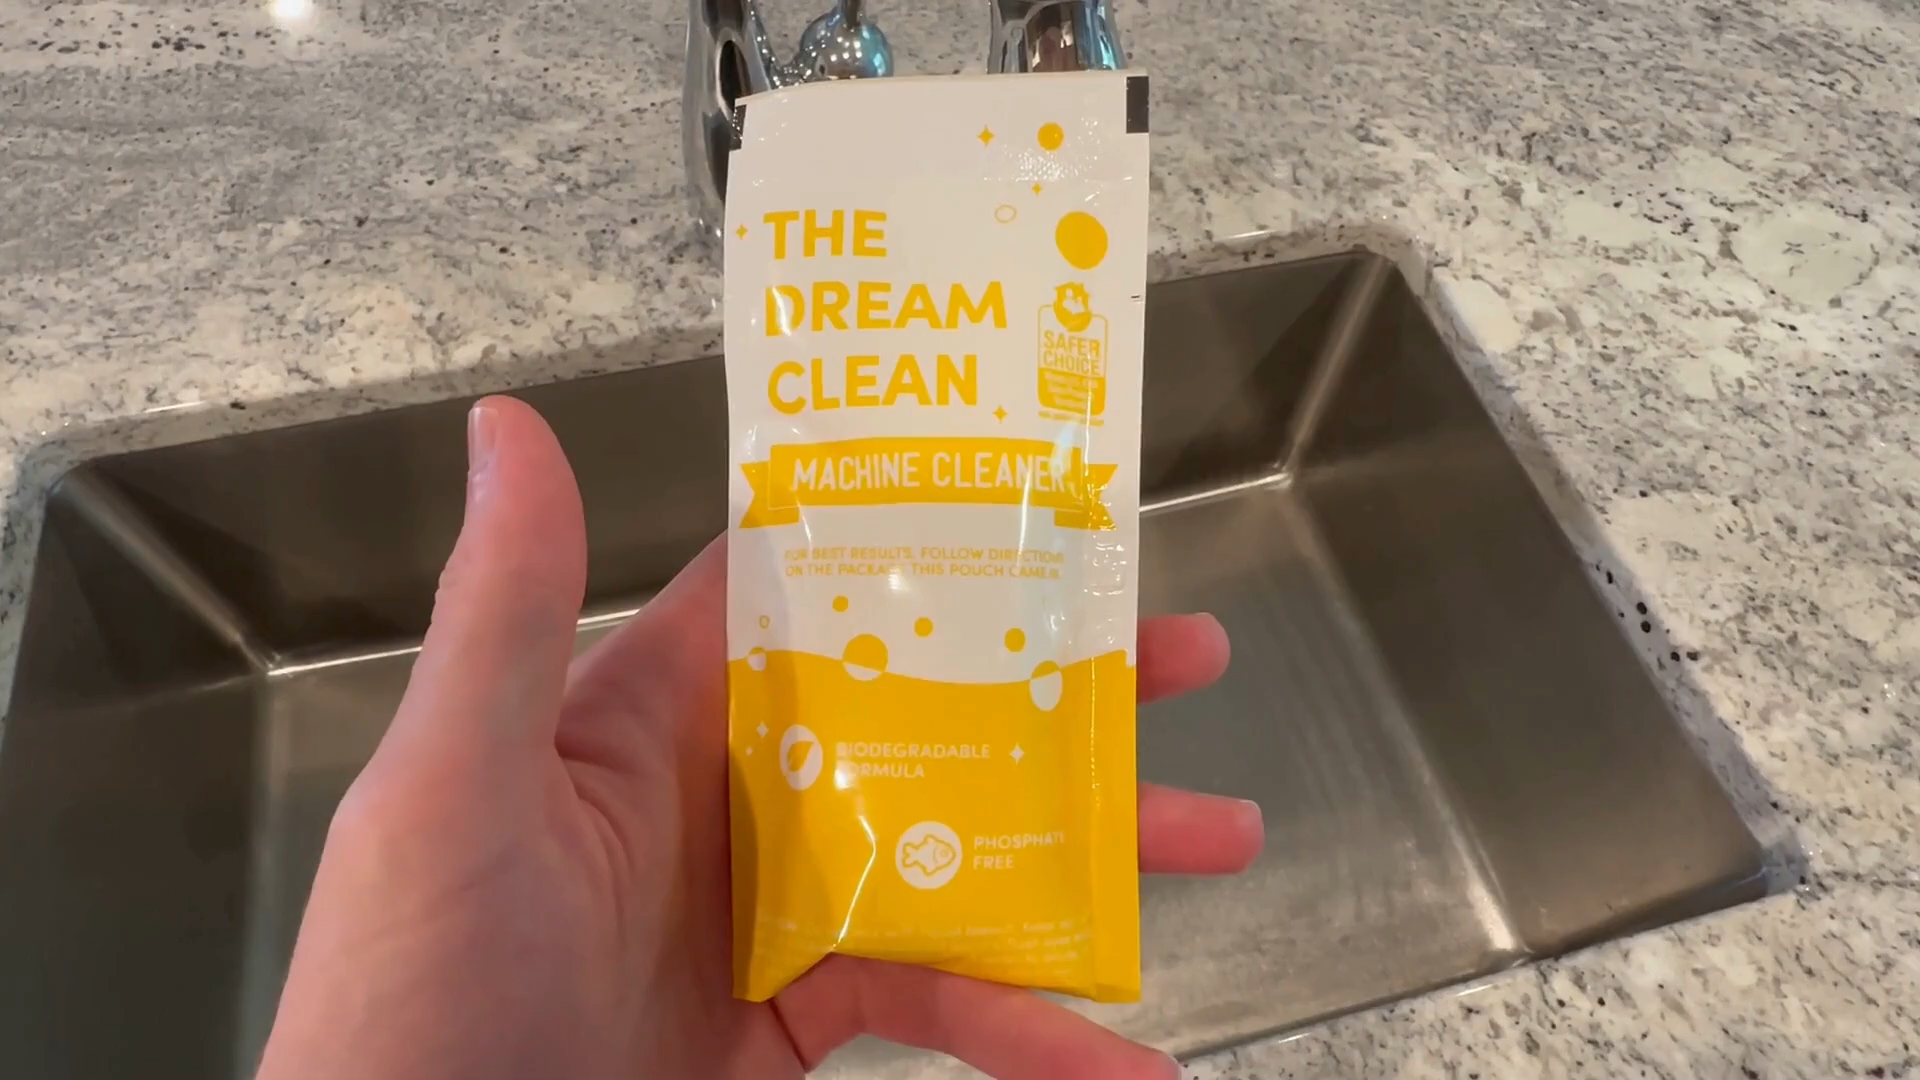 THE
DREAM
CLEAN
SAFER
CHOICE
MACHINE CLEANER
FOR BEST RESULTS, FOLLOW DIRECTIONS
ON THE PACKAGE THIS POUCH CAME IN.
BIODEGRADABLE
FORMULA
PHOSPHATE
FREE